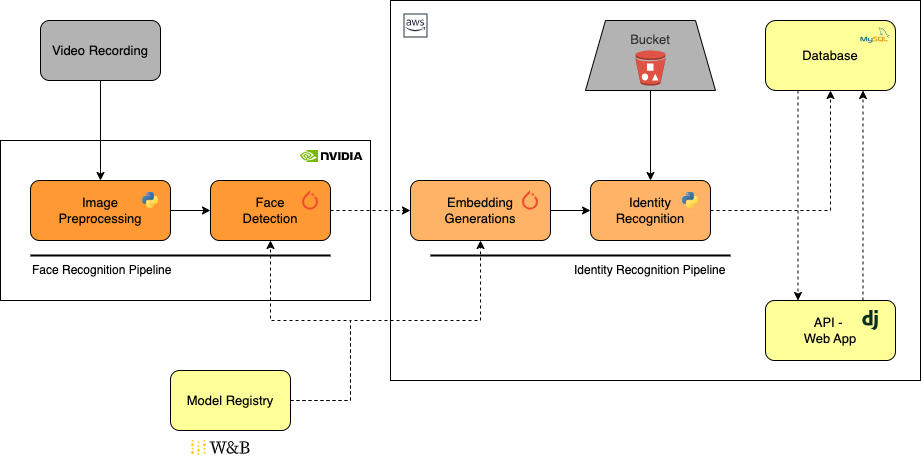 aws
Video Recording
Bucket
MySQL
Database
NVIDIA
Image
Preprocessing
Face
Detection
Embedding
Generations
Identity
Recognition
Face Recognition Pipeline
Identity Recognition Pipeline
API -
Web App
dj
Model Registry
W&B